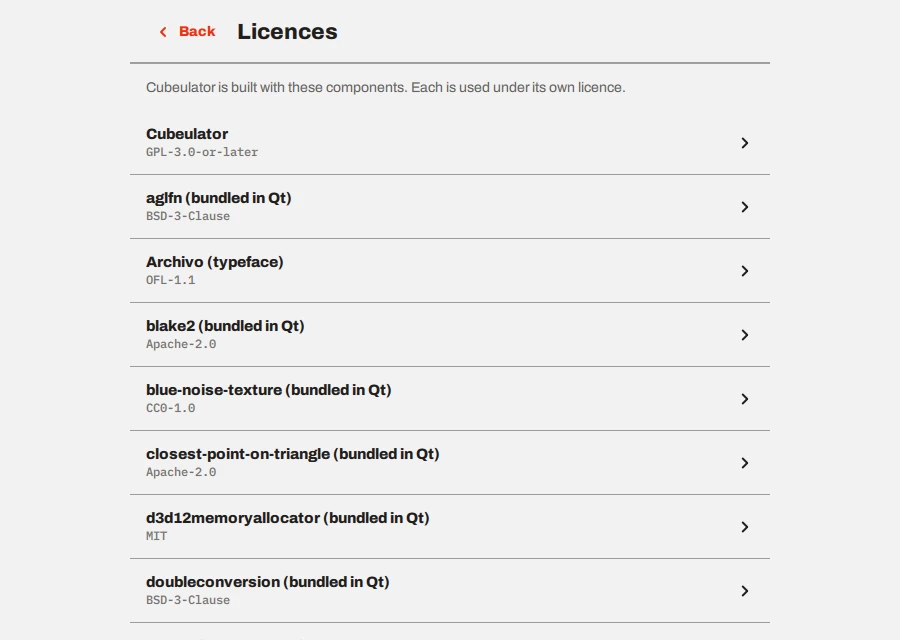 Back Licences
Cubeulator is built with these components. Each is used under its own licence.
Cubeulator
GPL-3.0-or-later
aglfn (bundled in Qt)
BSD-3-Clause
Archivo (typeface)
OFL-1.1
blake2 (bundled in Qt)
Apache-2.0
blue-noise-texture (bundled in Qt)
CC0-1.0
closest-point-on-triangle (bundled in Qt)
Apache-2.0
d3d12memoryallocator (bundled in Qt)
MIT
doubleconversion (bundled in Qt)
BSD-3-Clause